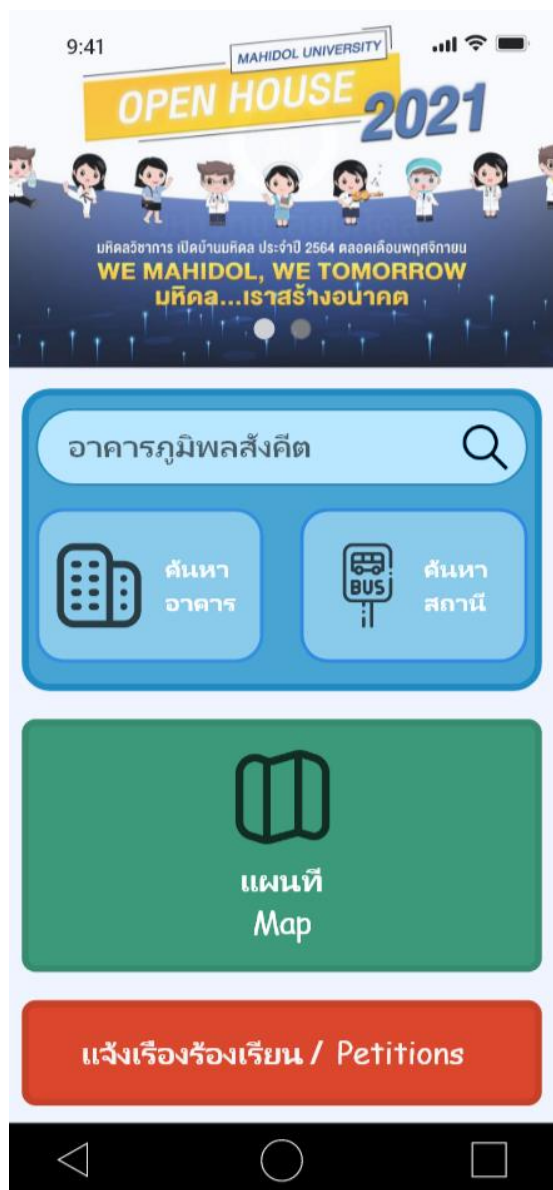 9:41
MAHIDOL UNIVERSITY
OPEN HOUSE
2021
มหิดลวิชาการ เปิดบ้านมหิดล ประจำปี 2564 ตลอดเดือนพฤศจิกายน
WE MAHIDOL, WE TOMORROW
มหิดล...เราสร้างอนาคต
อาคารภูมิพลสังคีต
ค้นหา
อาคาร
BUS
ค้นหา
สถานี
แผนที่
Map
แจ้งเรื่องร้องเรียน / Petitions